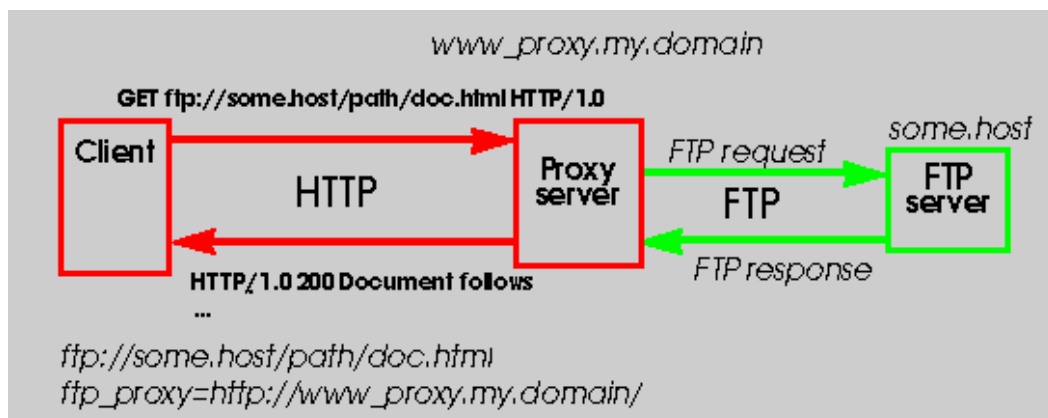 www_proxy.my.domain
GET ftp://some.host/path/doc.html HTTP/1.0
Client
HTTP
Proxy
server
some.host
FTP request
FTP
FTP
server
FTP response
HTTP/1.0 200 Document follows
...
ftp://some.host/path/doc.html
ftp_proxy=http://www_proxy.my.domain/